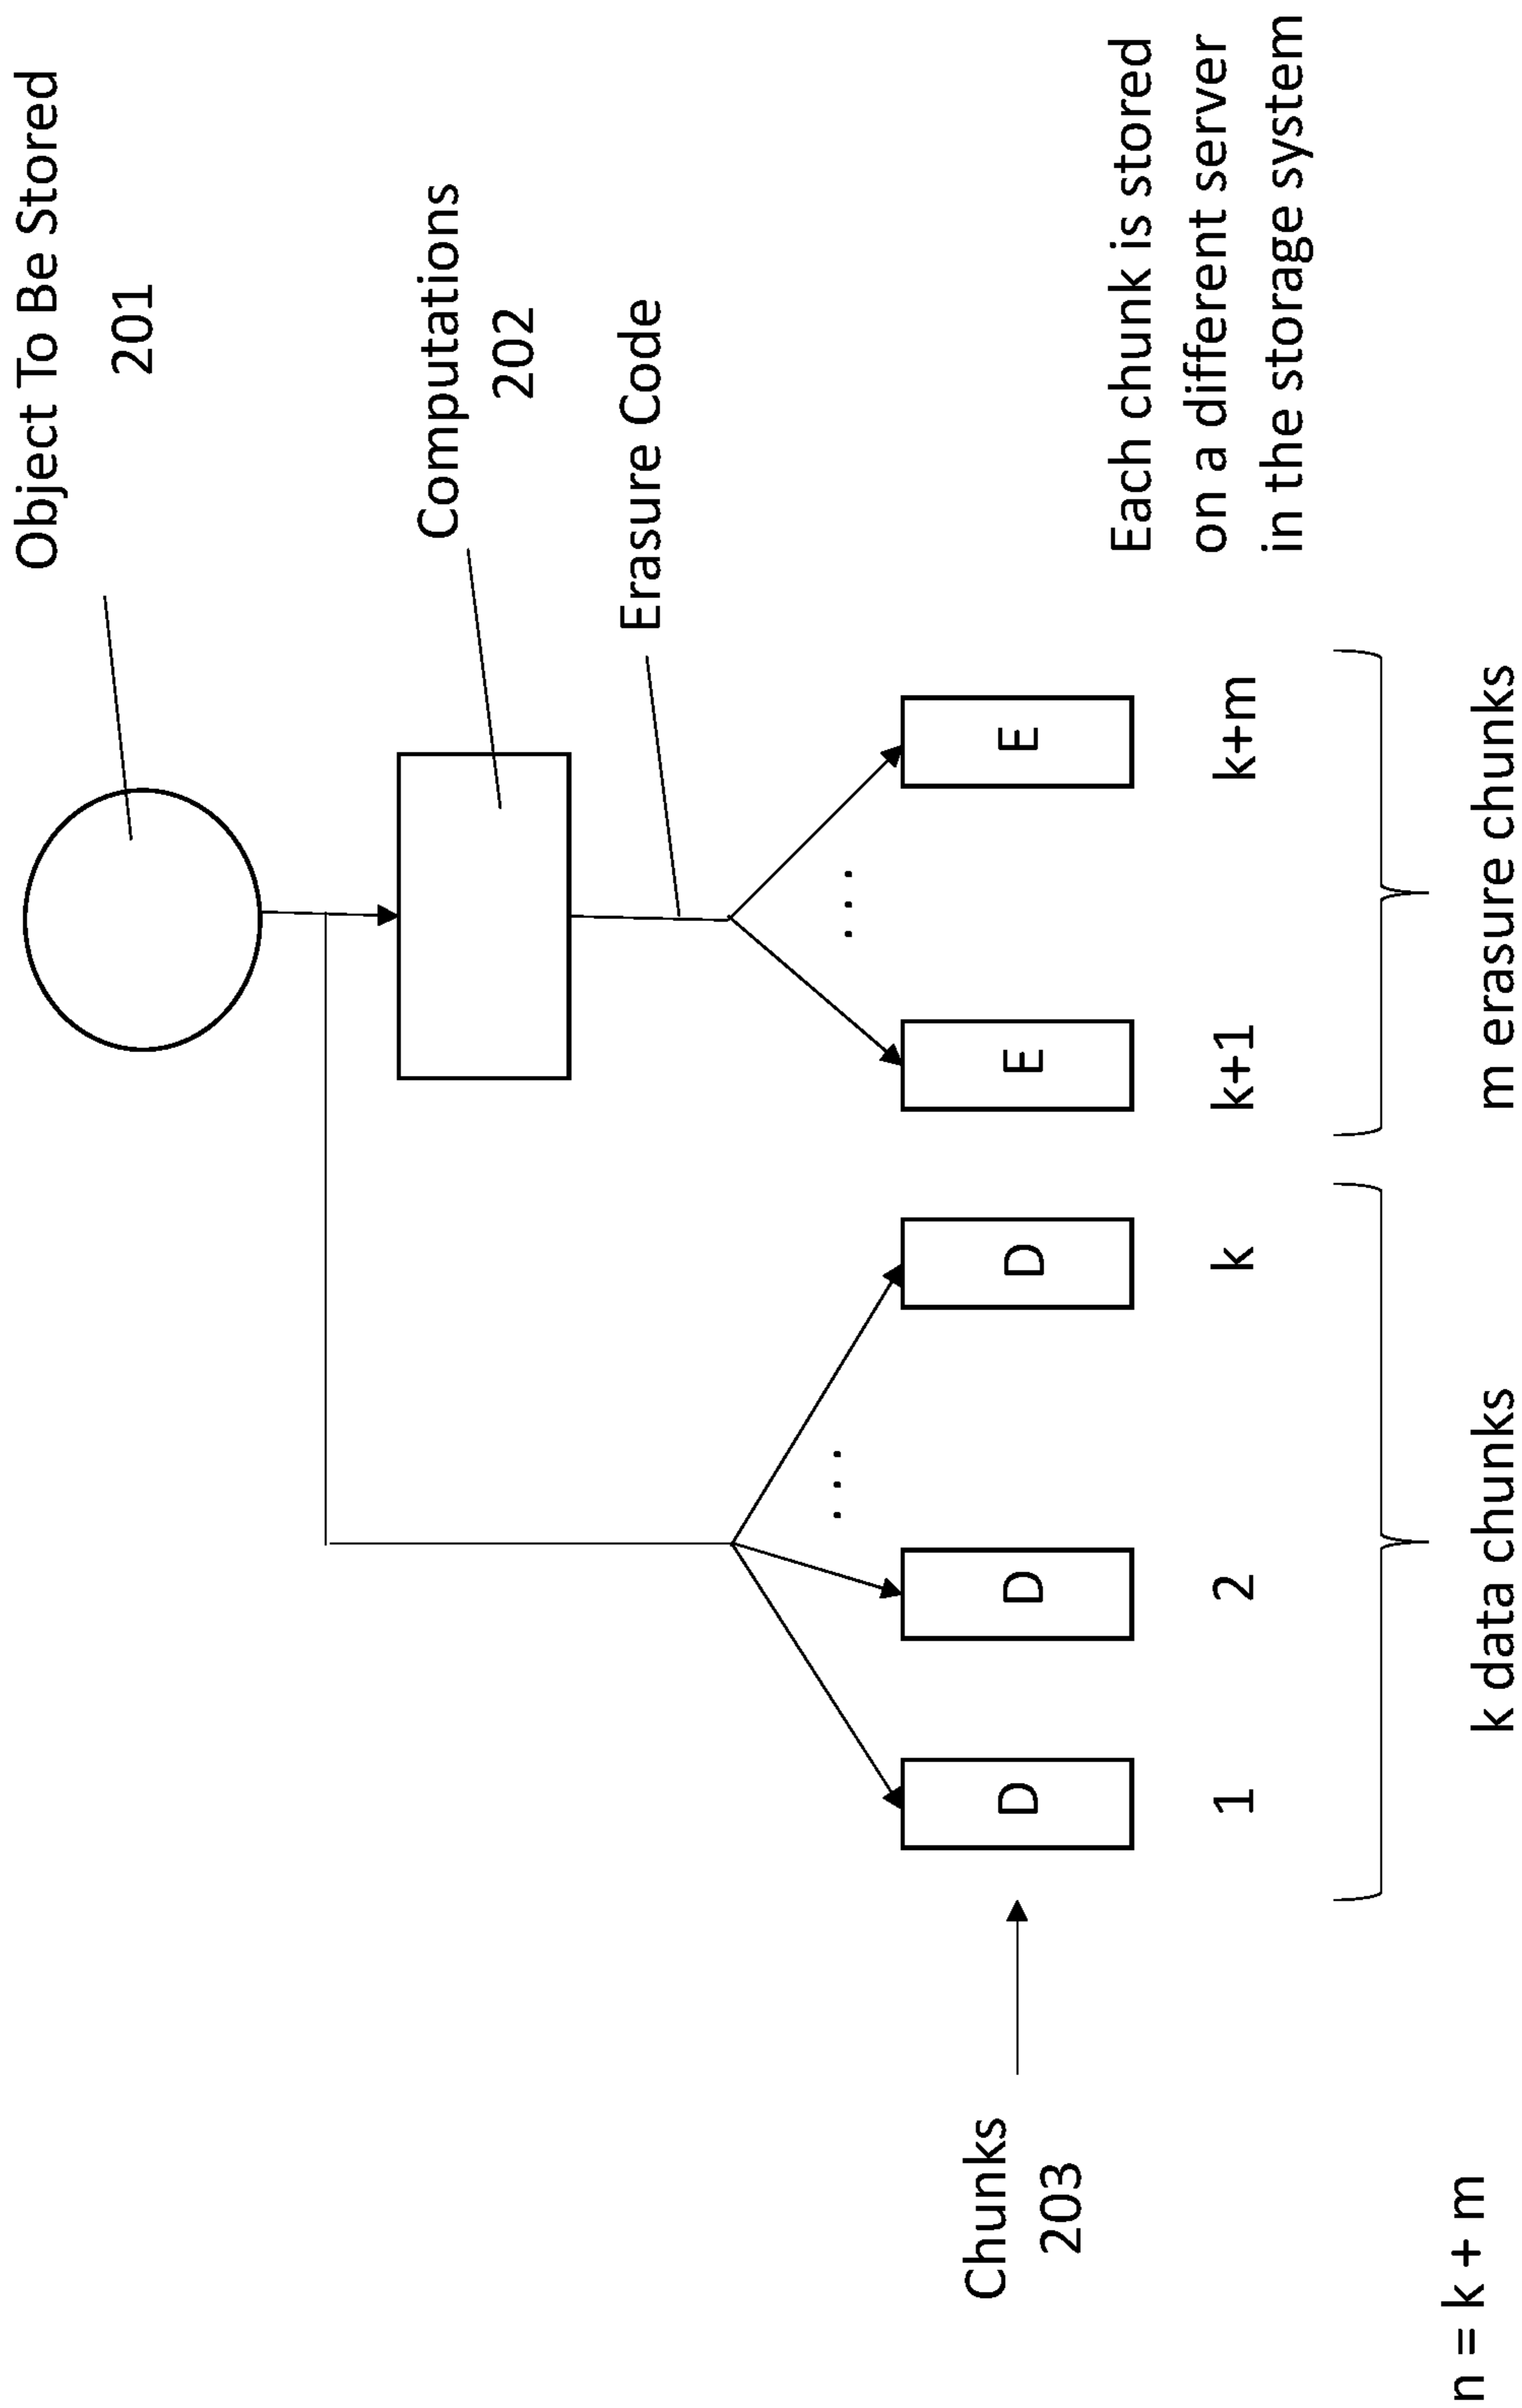 Object To Be Stored
201
Computations
202
Erasure Code
Chunks
203
D
D
D
E
E
. . .
. . .
1
2
k
k+1
k+m
Each chunk is stored
on a different server
in the storage system
k data chunks
m erasure chunks
n = k + m